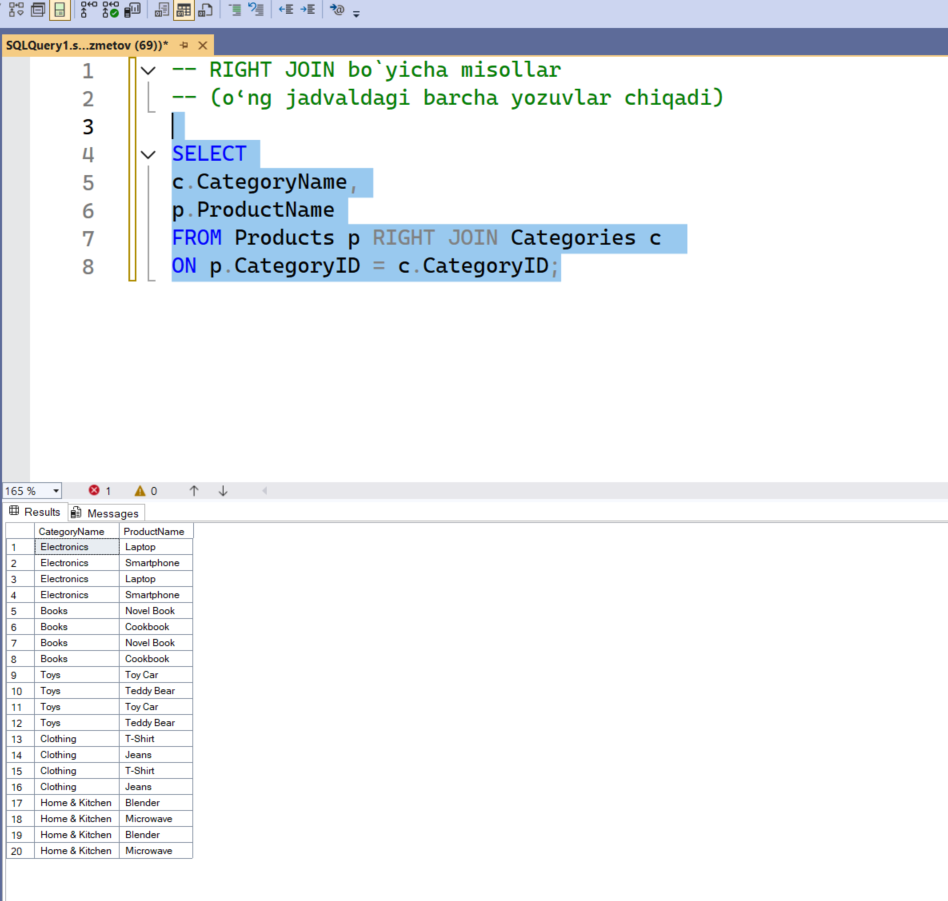 SQLQuery1.s...zmetov (69))*
1 -- RIGHT JOIN bo`yicha misollar
2 -- (o‘ng jadvaldagi barcha yozuvlar chiqadi)
3
4 SELECT
5 c.CategoryName,
6 p.ProductName
7 FROM Products p RIGHT JOIN Categories c
8 ON p.CategoryID = c.CategoryID;
165 % 1 0
Results Messages
CategoryName ProductName
1 Electronics Laptop
2 Electronics Smartphone
3 Electronics Laptop
4 Electronics Smartphone
5 Books Novel Book
6 Books Cookbook
7 Books Novel Book
8 Books Cookbook
9 Toys Toy Car
10 Toys Teddy Bear
11 Toys Toy Car
12 Toys Teddy Bear
13 Clothing T-Shirt
14 Clothing Jeans
15 Clothing T-Shirt
16 Clothing Jeans
17 Home & Kitchen Blender
18 Home & Kitchen Microwave
19 Home & Kitchen Blender
20 Home & Kitchen Microwave